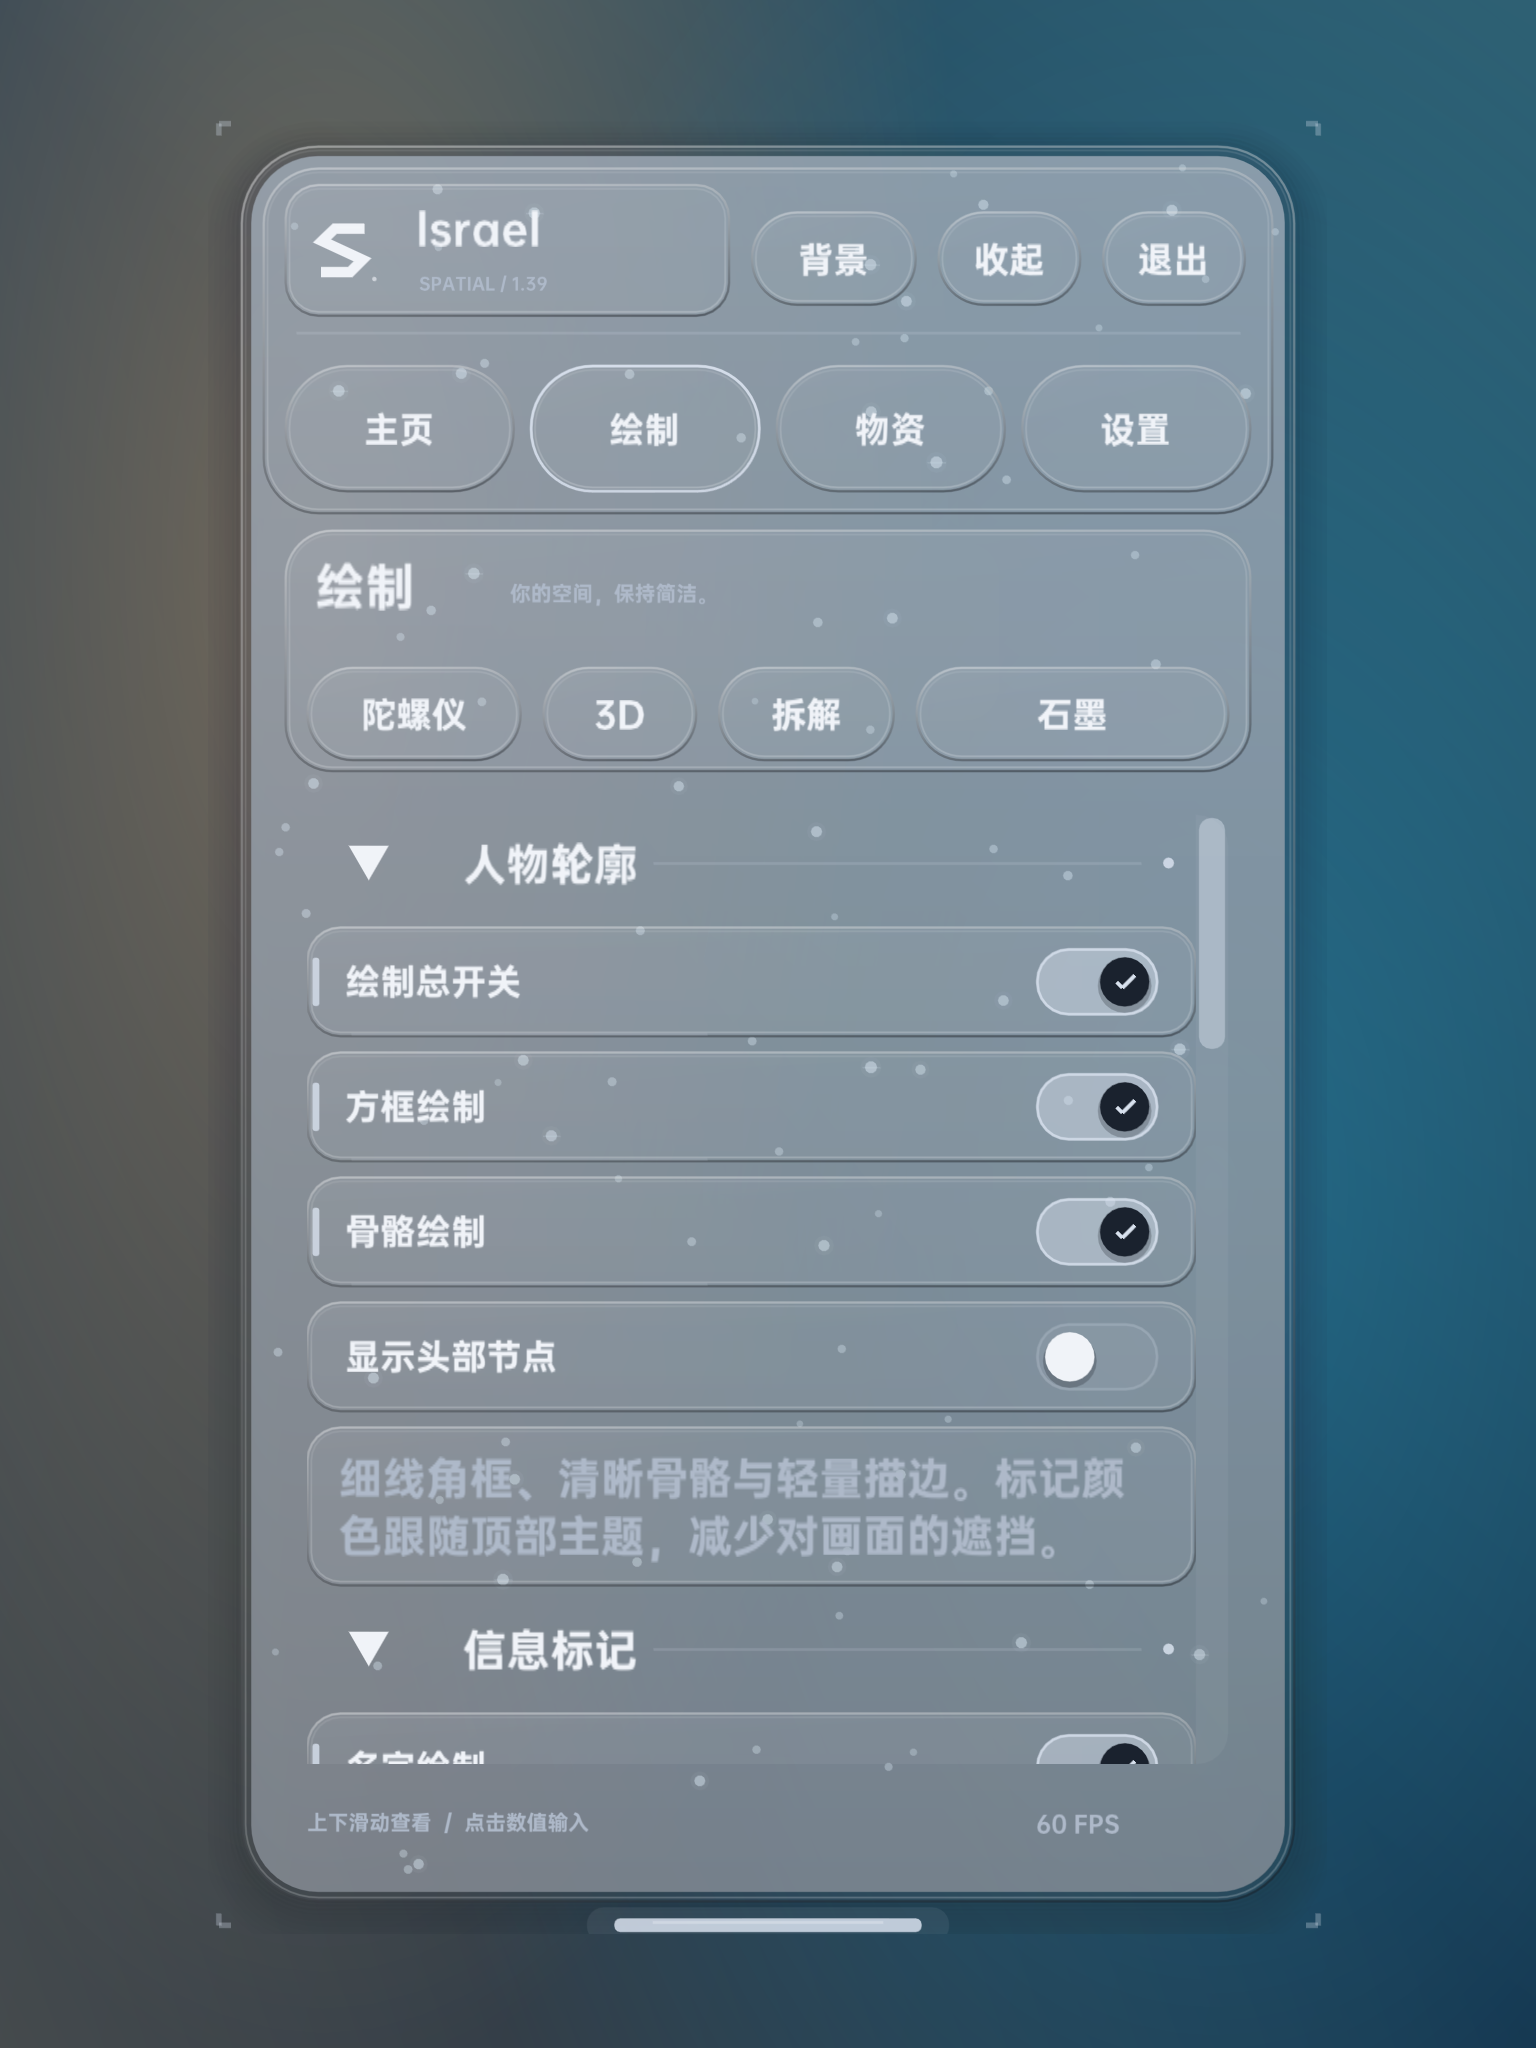 Israel
SPATIAL / 1.39
背景
收起
退出
主页
绘制
物资
设置
绘制
你的空间，保持简洁。
陀螺仪
3D
拆解
石墨
人物轮廓
绘制总开关
方框绘制
骨骼绘制
显示头部节点
细线角框、清晰骨骼与轻量描边。标记颜
色跟随顶部主题，减少对画面的遮挡。
信息标记
名字绘制
上下滑动查看 / 点击数值输入
60 FPS